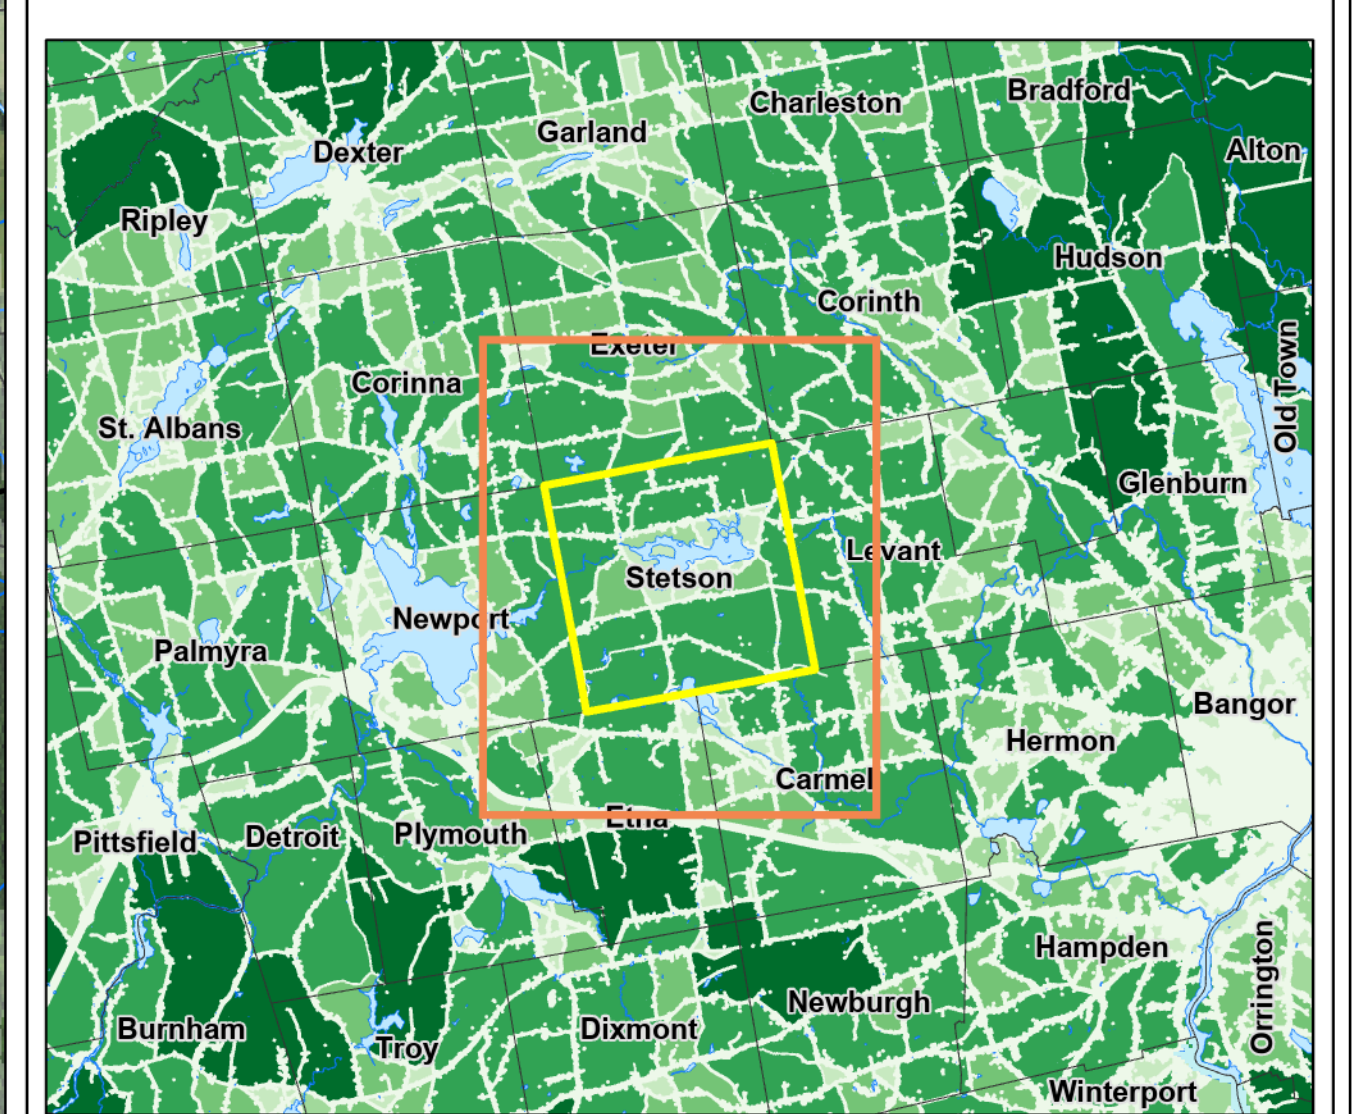 Bradford
Charleston
Garland
Alton
Dexter
Ripley
Hudson
Corinth
Exeter
Corinna
Old Town
St. Albans
Glenburn
Levant
Stetson
Newport
Palmyra
Bangor
Hermon
Carmel
Etna
Plymouth
Detroit
Pittsfield
Hampden
Orrington
Newburgh
Burnham
Dixmont
Troy
Winterport